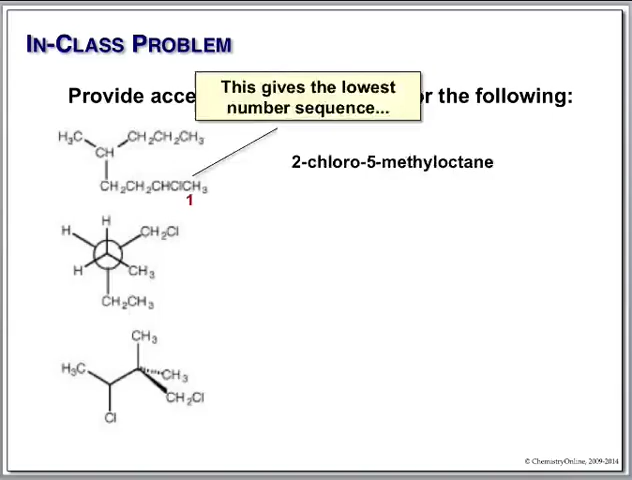 IN-CLASS PROBLEM
This gives the lowest
number sequence...
Provide acce r the following:
H₃C CH₂CH₂CH₃
CH
2-chloro-5-methyloctane
CH₂CH₂CHClCH₃
1
H
H CH₂Cl
H CH₃
CH₂CH₃
CH₃
H₃C CH₃
CH₂Cl
Cl
© ChemistryOnline, 2009-2014